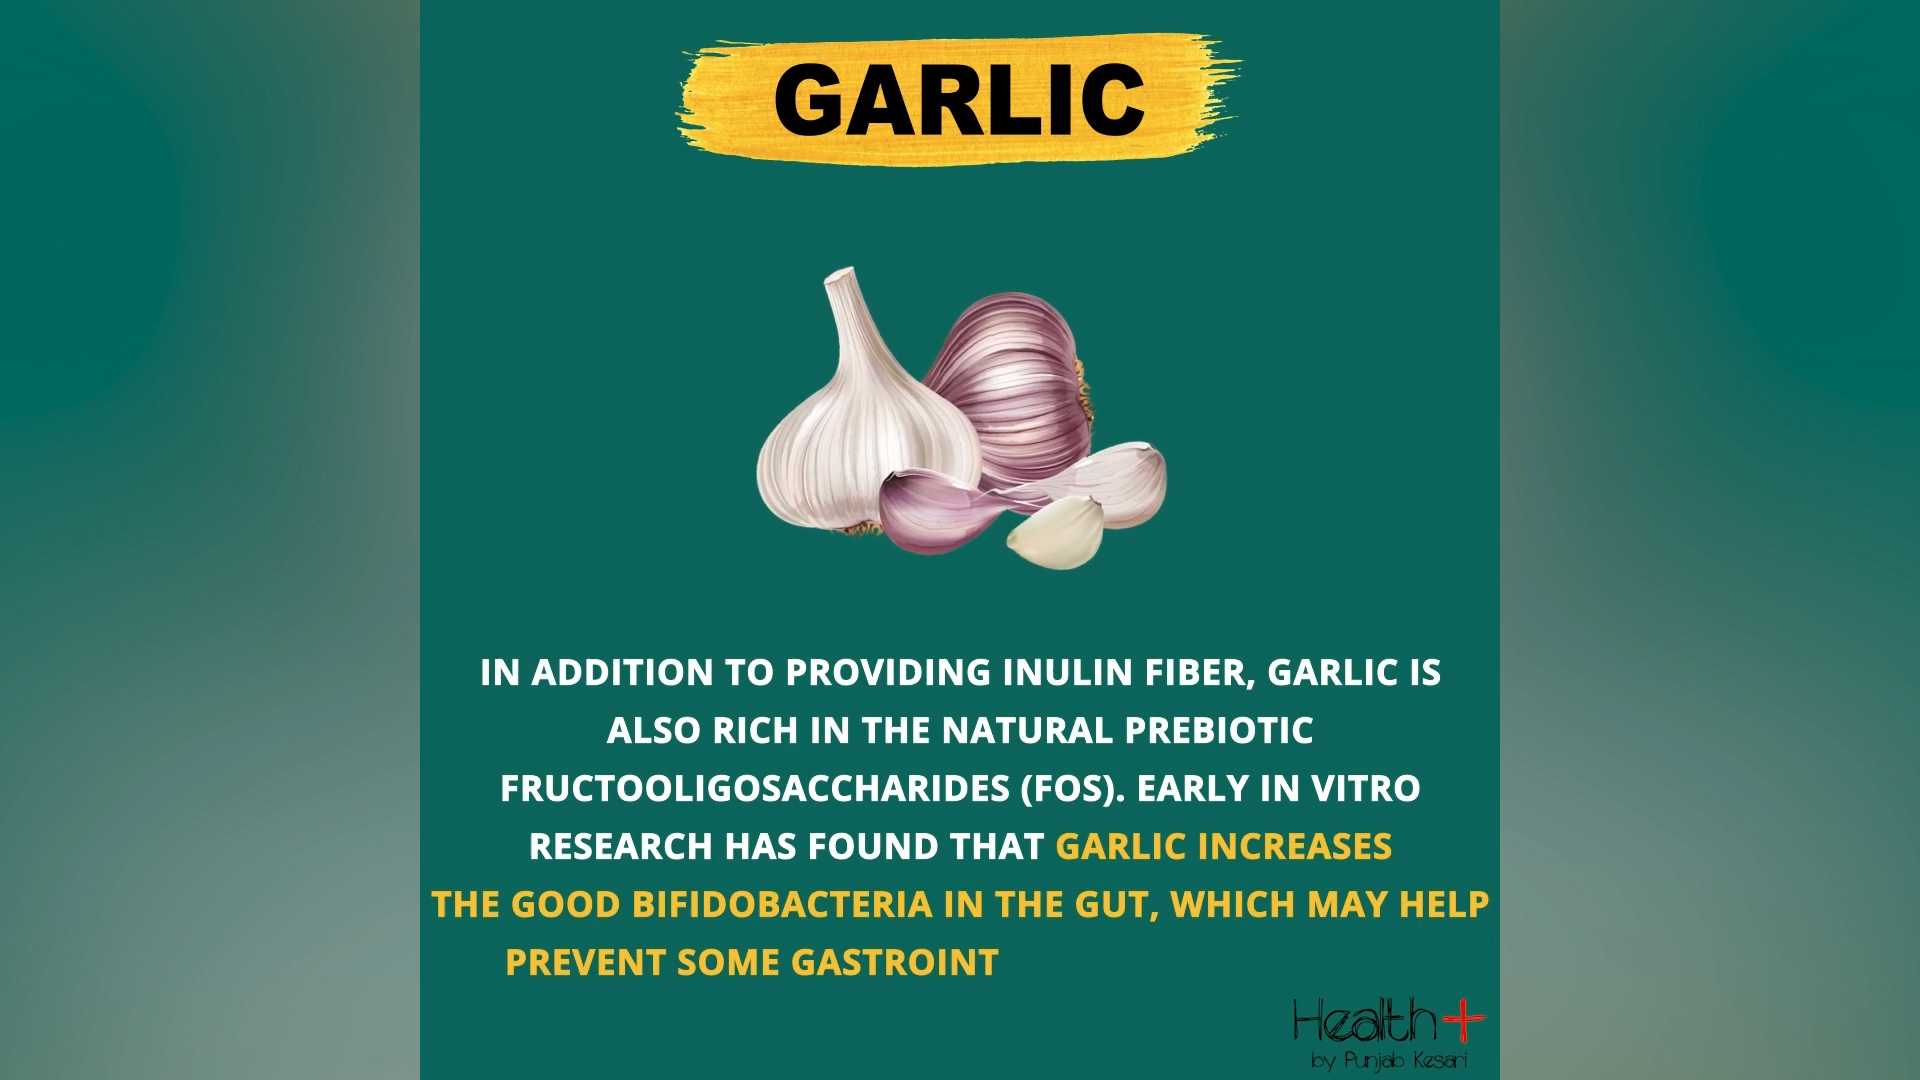 GARLIC
IN ADDITION TO PROVIDING INULIN FIBER, GARLIC IS
ALSO RICH IN THE NATURAL PREBIOTIC
FRUCTOOLIGOSACCHARIDES (FOS). EARLY IN VITRO
RESEARCH HAS FOUND THAT GARLIC INCREASES
THE GOOD BIFIDOBACTERIA IN THE GUT, WHICH MAY HELP
PREVENT SOME GASTROINT
Health+
by Punjab Kesari